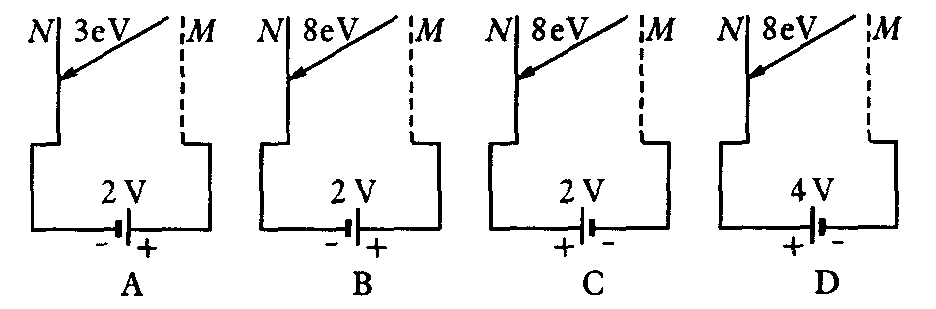 N 3eV M N 8eV M N 8eV M N 8eV M
2 V 2 V 2 V 4 V
- + - + + - + -
A B C D